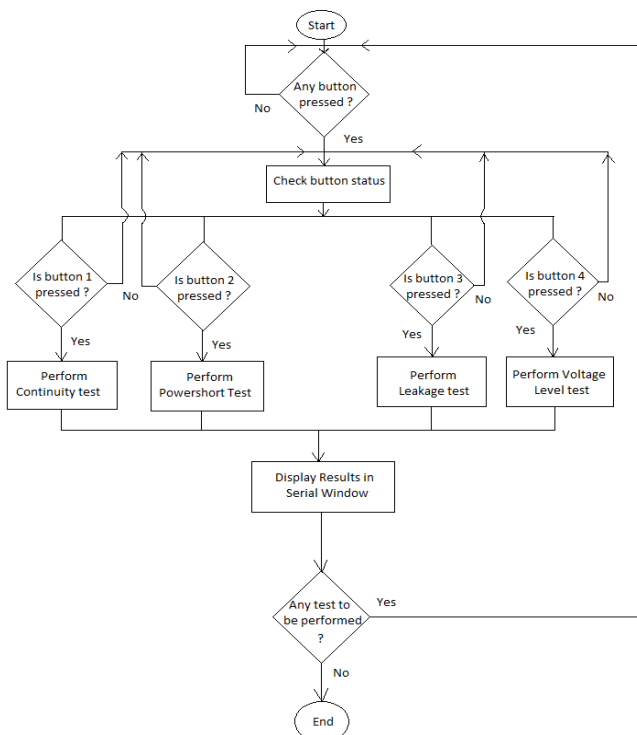 Start
Any button
pressed ?
No
Yes
Check button status
Is button 1
pressed ?
No
Is button 2
pressed ?
Is button 3
pressed ?
No
Is button 4
pressed ?
No
Yes
Yes
Yes
Yes
Perform
Continuity test
Perform
Powershort Test
Perform
Leakage test
Perform Voltage
Level test
Display Results in
Serial Window
Any test to
be performed
?
Yes
No
End